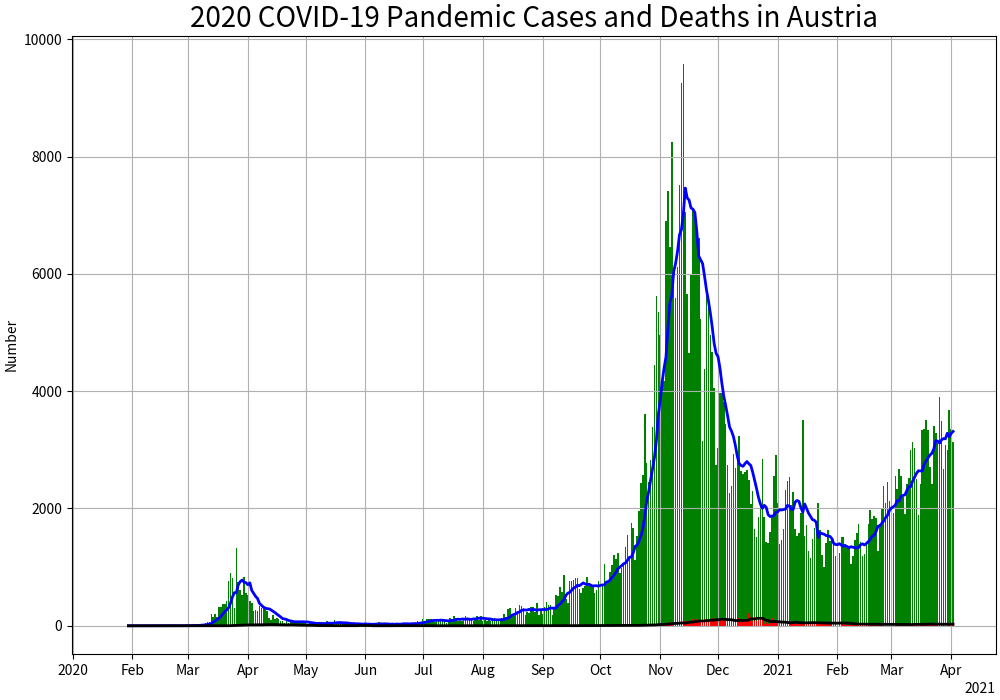 2020 COVID-19 Pandemic Cases and Deaths in Austria
10000
8000
6000
4000
2000
0
Number
2020 Feb Mar Apr May Jun Jul Aug Sep Oct Nov Dec 2021 Feb Mar Apr
2021